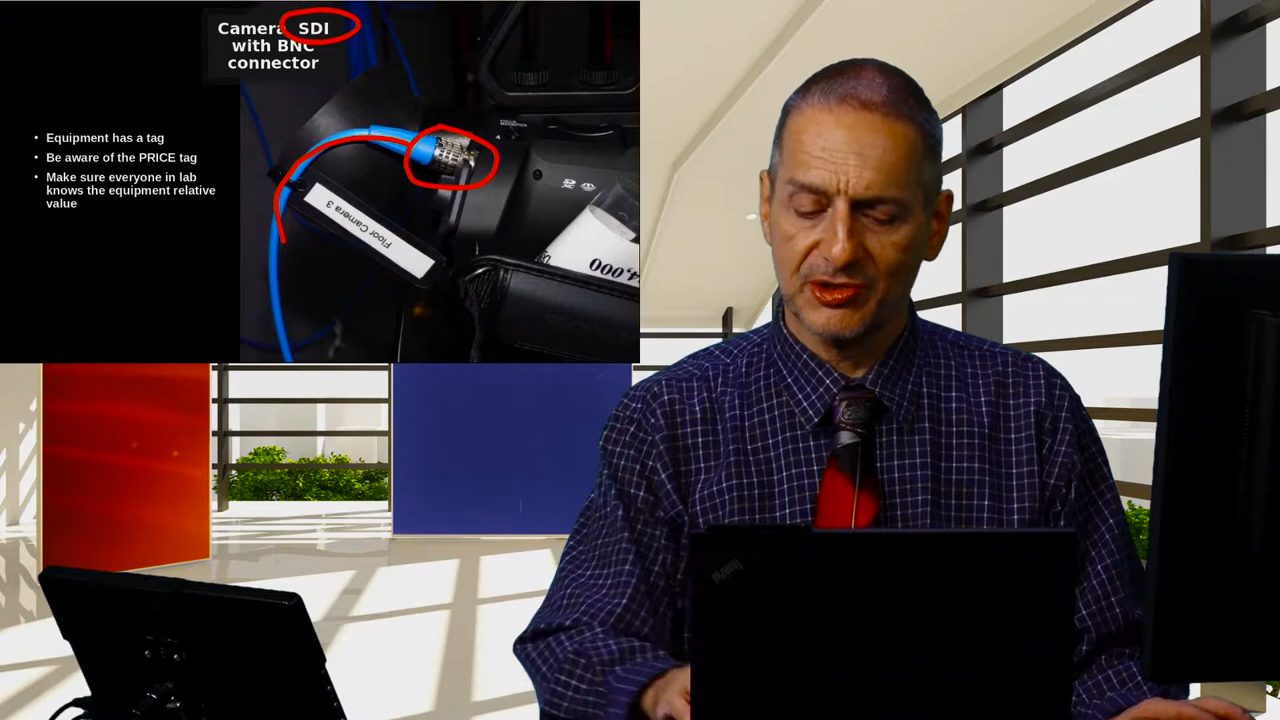 Camera SDI
with BNC
connector
• Equipment has a tag
• Be aware of the PRICE tag
• Make sure everyone in lab
knows the equipment relative
value
Floor Camera 3
4,000
ThinkPad